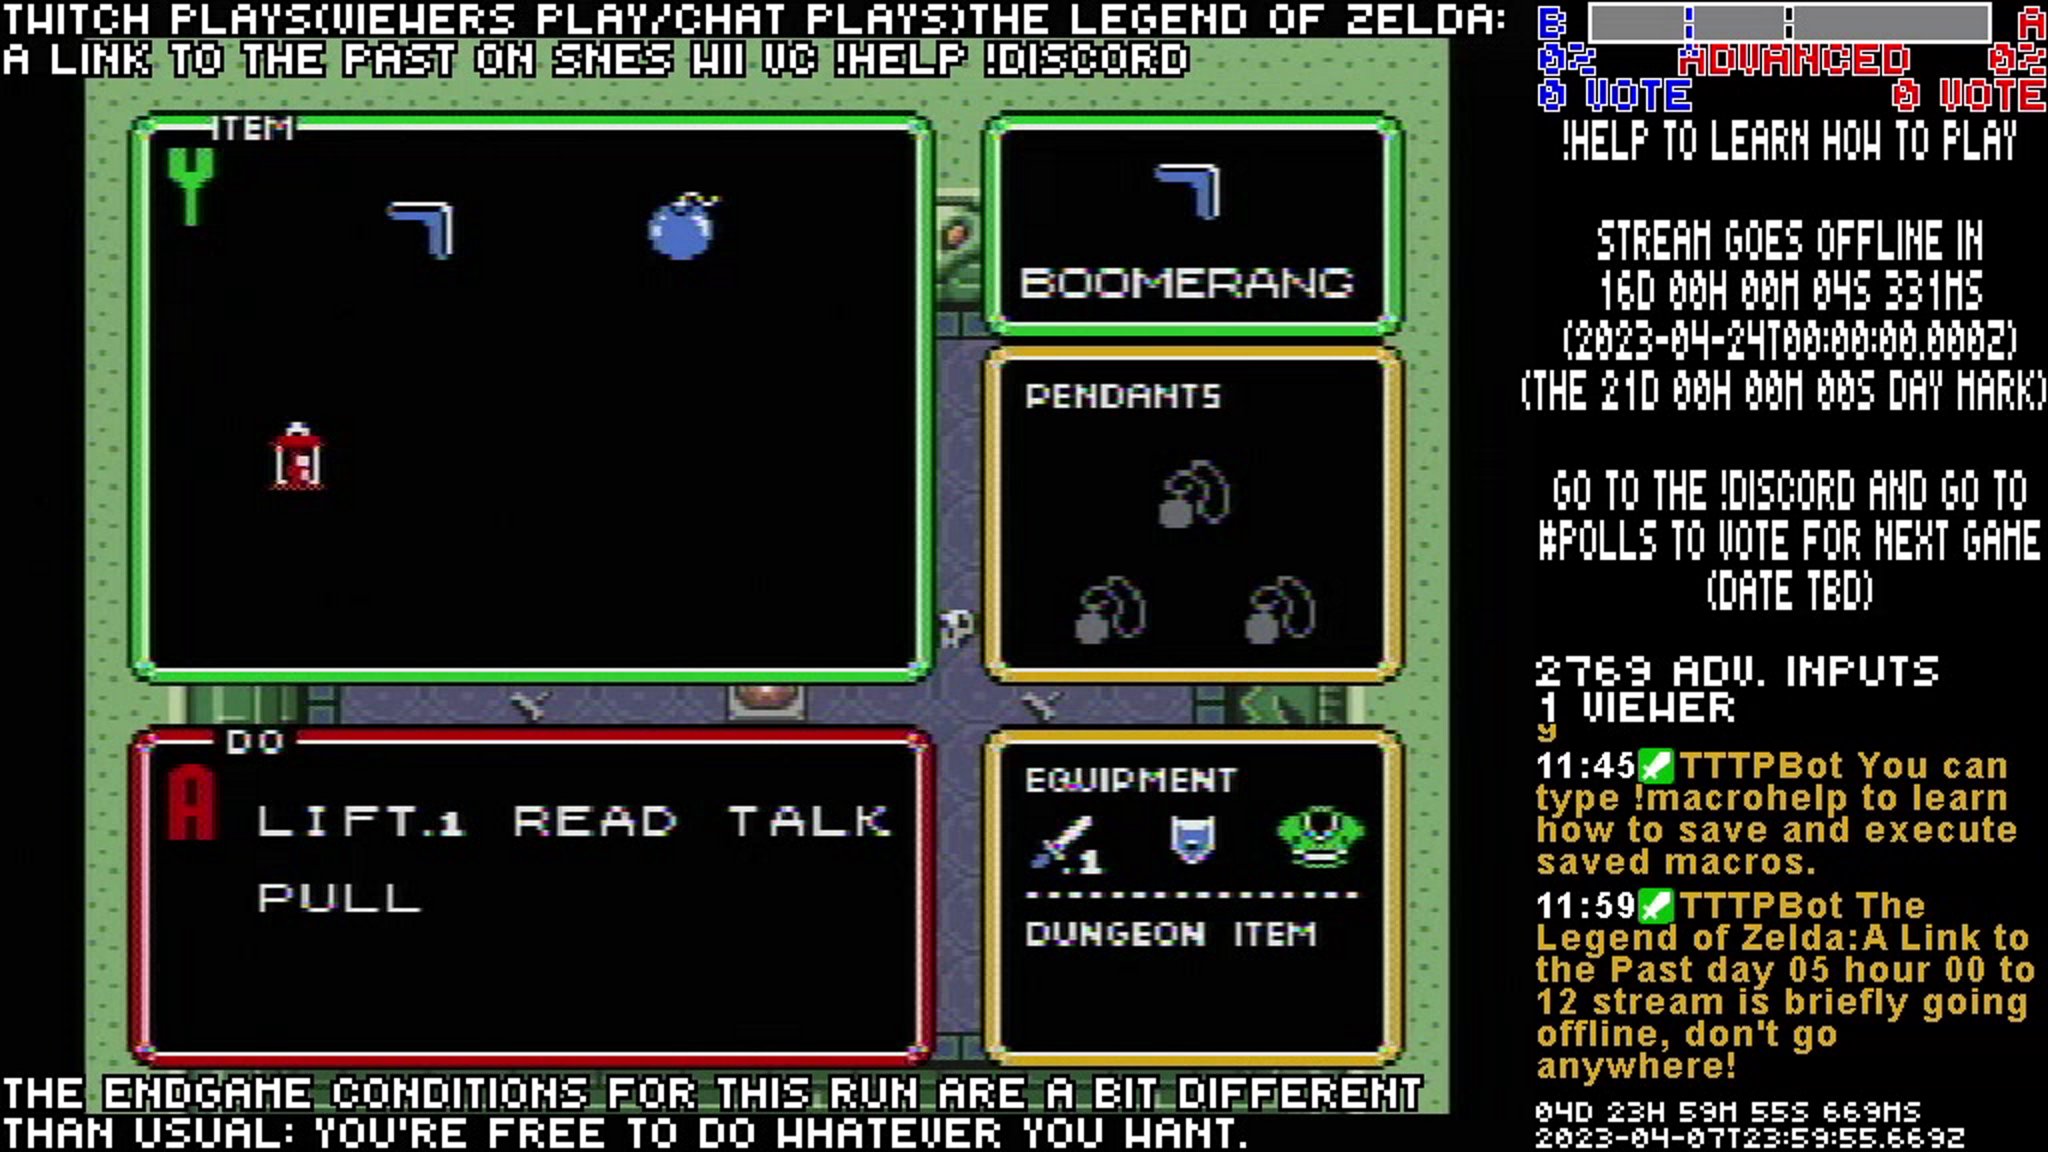 TWITCH PLAYS(VIEWERS PLAY/CHAT PLAYS)THE LEGEND OF ZELDA:
A LINK TO THE PAST ON SNES WII VC !HELP !DISCORD
ITEM
Y
BOOMERANG
PENDANTS
DO
A
LIFT.1 READ TALK
PULL
EQUIPMENT
.1
DUNGEON ITEM
THE ENDGAME CONDITIONS FOR THIS RUN ARE A BIT DIFFERENT
THAN USUAL: YOU'RE FREE TO DO WHATEVER YOU WANT.
B A
0% ADVANCED 0%
0 VOTE 0 VOTE
!HELP TO LEARN HOW TO PLAY
STREAM GOES OFFLINE IN
16D 00H 00M 04S 331MS
(2023-04-24T00:00:00.000Z)
(THE 21D 00H 00M 00S DAY MARK)
GO TO THE !DISCORD AND GO TO
#POLLS TO VOTE FOR NEXT GAME
(DATE TBD)
2769 ADV. INPUTS
1 VIEWER
11:45 TTTPBot You can
type !macrohelp to learn
how to save and execute
saved macros.
11:59 TTTPBot The
Legend of Zelda:A Link to
the Past day 05 hour 00 to
12 stream is briefly going
offline, don't go
anywhere!
04D 23H 59M 55S 669MS
2023-04-07T23:59:55.669Z